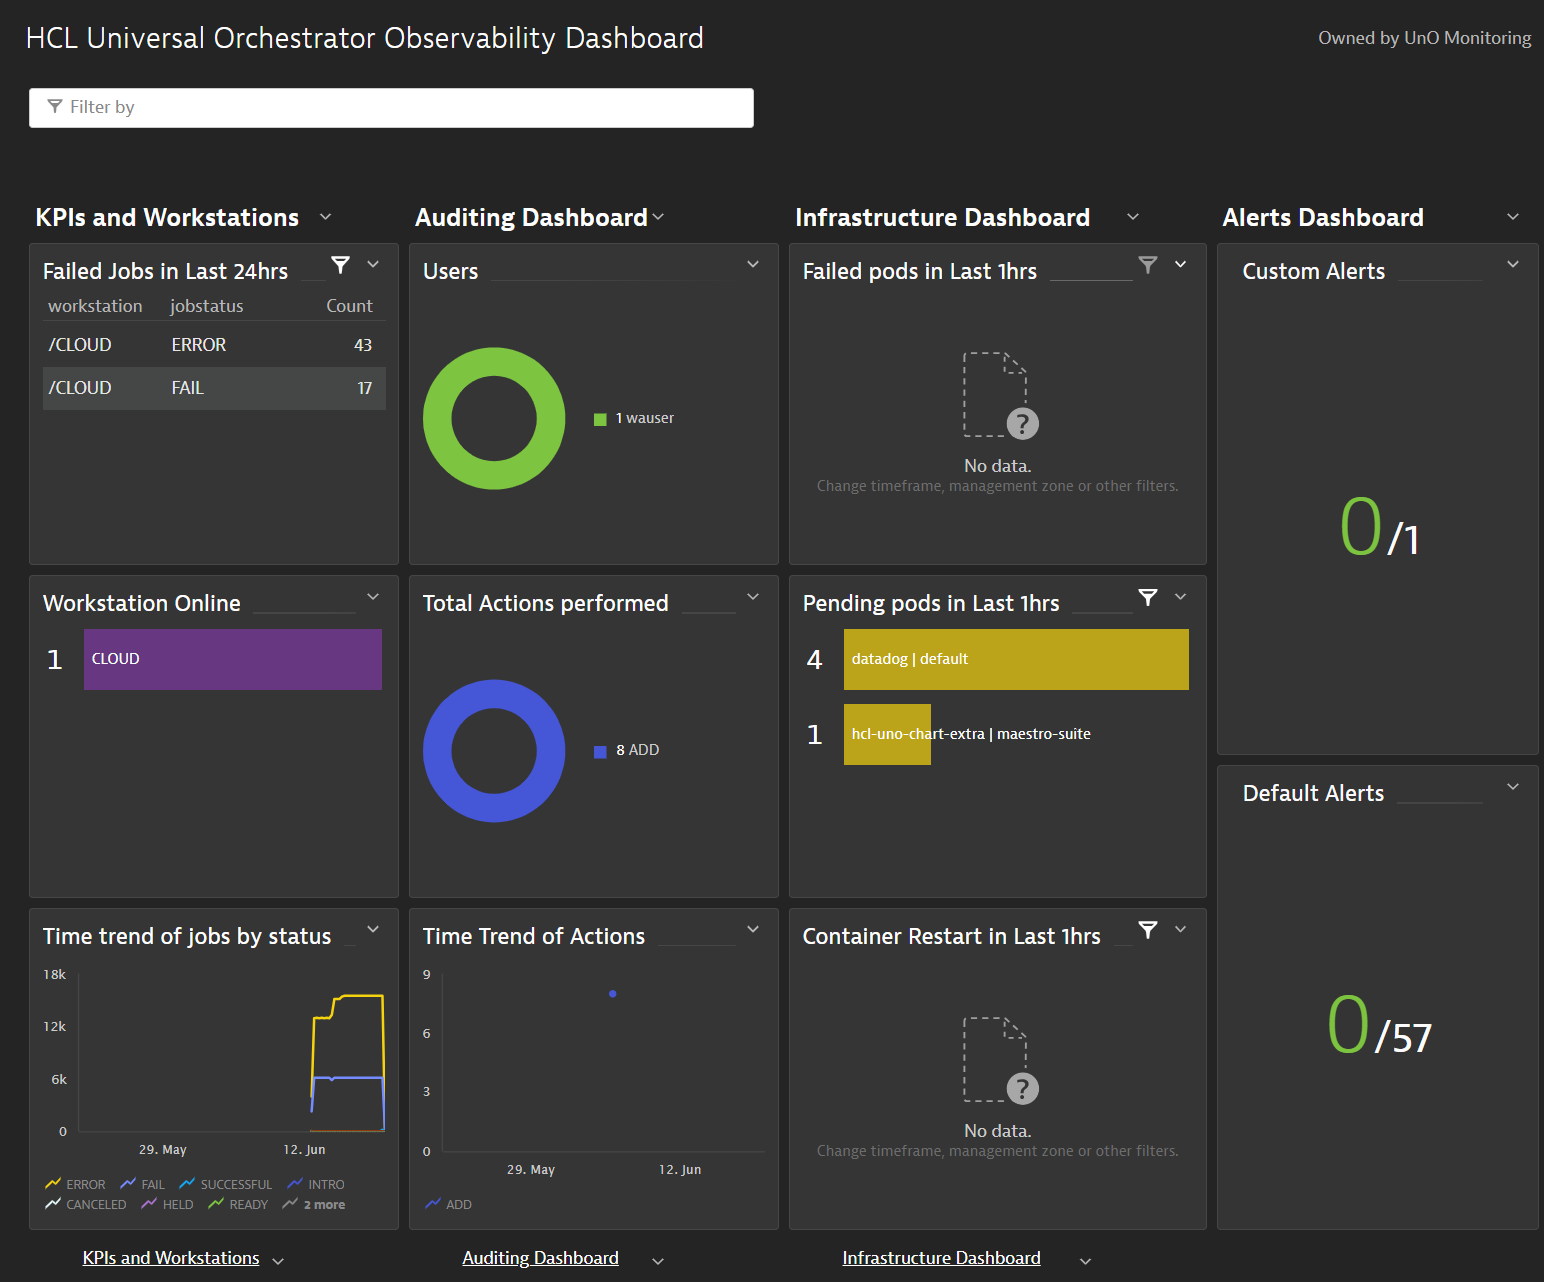 HCL Universal Orchestrator Observability Dashboard
Owned by UnO Monitoring
Filter by
KPIs and Workstations
Failed Jobs in Last 24hrs
workstation jobstatus Count
/CLOUD ERROR 43
/CLOUD FAIL 17
Workstation Online
1 CLOUD
Time trend of jobs by status
18k
12k
6k
0
29. May 12. Jun
ERROR FAIL SUCCESSFUL INTRO
CANCELED HELD READY 2 more
KPIs and Workstations
Auditing Dashboard
Users
1 wauser
Total Actions performed
8 ADD
Time Trend of Actions
9
6
3
0
29. May 12. Jun
ADD
Auditing Dashboard
Infrastructure Dashboard
Failed pods in Last 1hrs
?
No data.
Change timeframe, management zone or other filters.
Pending pods in Last 1hrs
4 datadog | default
1 hcl-uno-chart-extra | maestro-suite
Container Restart in Last 1hrs
?
No data.
Change timeframe, management zone or other filters.
Infrastructure Dashboard
Alerts Dashboard
Custom Alerts
0/1
Default Alerts
0/57